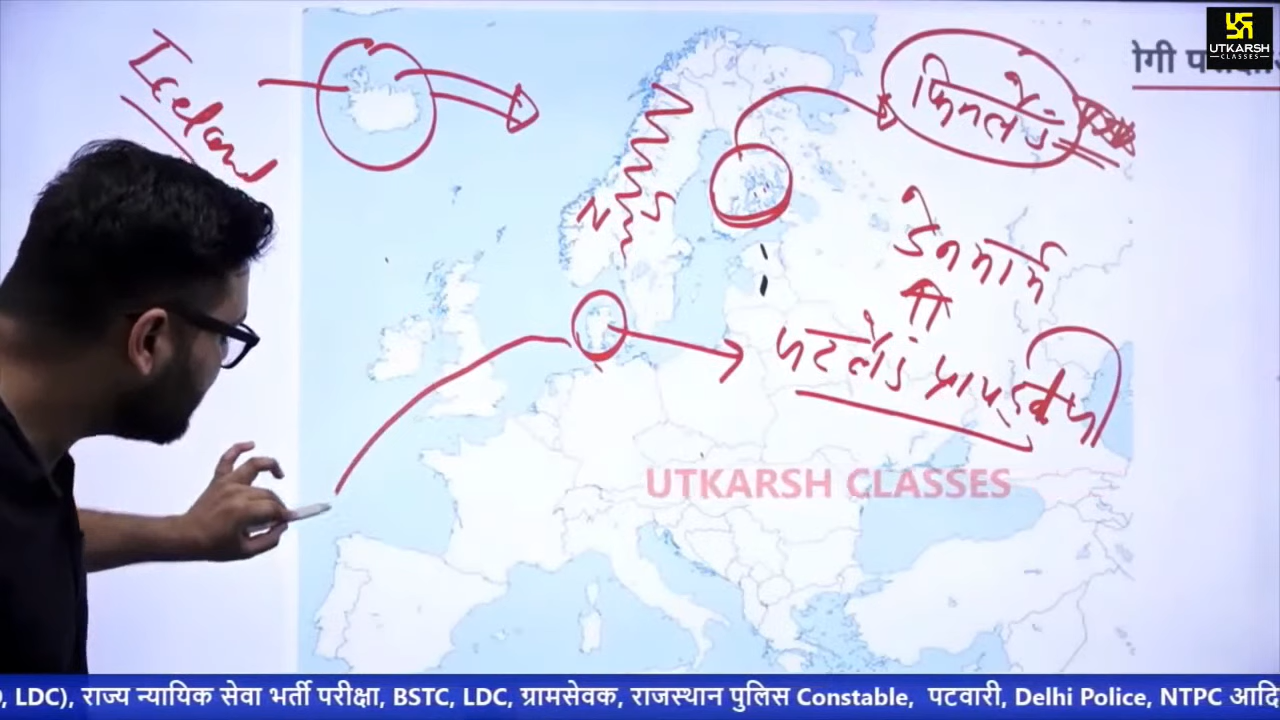 UTKARSH
CLASSES
Iceland
फिनलैंड
N
S
डेनमार्क
जटलैंड प्रायद्वीप
UTKARSH CLASSES
, LDC), राज्य न्यायिक सेवा भर्ती परीक्षा, BSTC, LDC, ग्रामसेवक, राजस्थान पुलिस Constable, पटवारी, Delhi Police, NTPC आदि